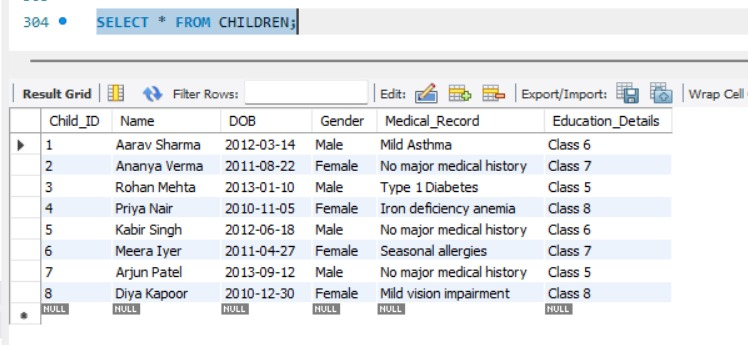 304 SELECT * FROM CHILDREN;
Result Grid Filter Rows: Edit: Export/Import: Wrap Cell
Child_ID Name DOB Gender Medical_Record Education_Details
1 Aarav Sharma 2012-03-14 Male Mild Asthma Class 6
2 Ananya Verma 2011-08-22 Female No major medical history Class 7
3 Rohan Mehta 2013-01-10 Male Type 1 Diabetes Class 5
4 Priya Nair 2010-11-05 Female Iron deficiency anemia Class 8
5 Kabir Singh 2012-06-18 Male No major medical history Class 6
6 Meera Iyer 2011-04-27 Female Seasonal allergies Class 7
7 Arjun Patel 2013-09-12 Male No major medical history Class 5
8 Diya Kapoor 2010-12-30 Female Mild vision impairment Class 8
NULL NULL NULL NULL NULL NULL